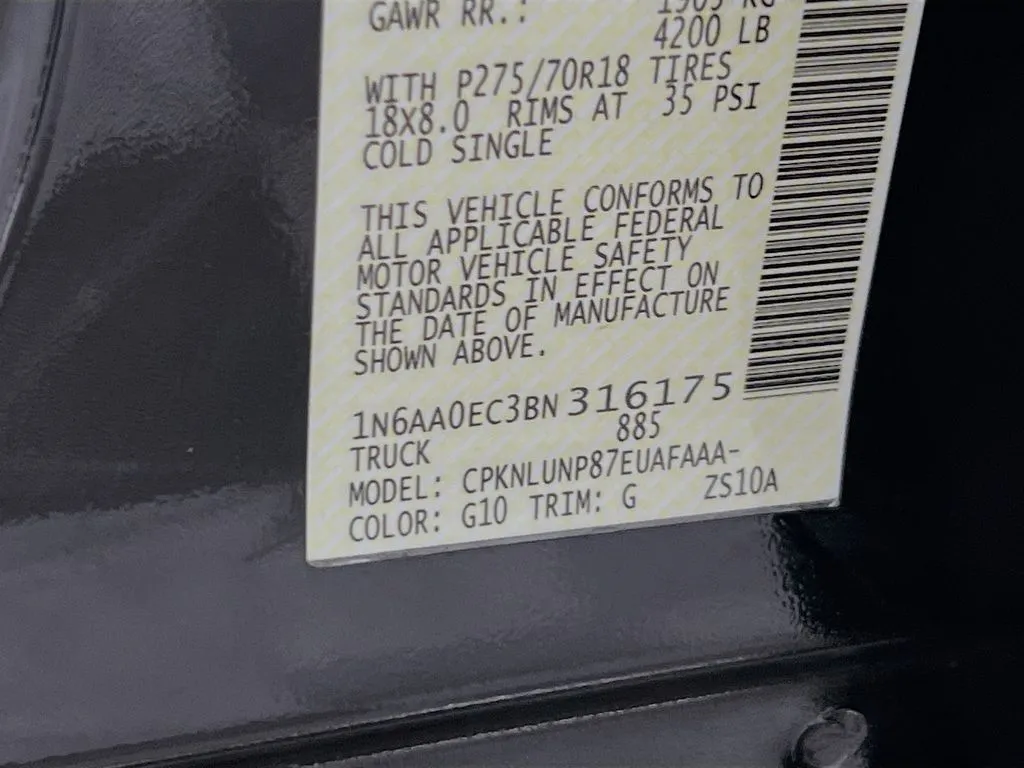 GAWR RR.: 1905 KG
4200 LB
WITH P275/70R18 TIRES
18X8.0 RIMS AT 35 PSI
COLD SINGLE
THIS VEHICLE CONFORMS TO
ALL APPLICABLE FEDERAL
MOTOR VEHICLE SAFETY
STANDARDS IN EFFECT ON
THE DATE OF MANUFACTURE
SHOWN ABOVE.
1N6AA0EC3BN316175
TRUCK 885
MODEL: CPKNLUNP87EUAFAAA-
COLOR: G10 TRIM: G ZS10A